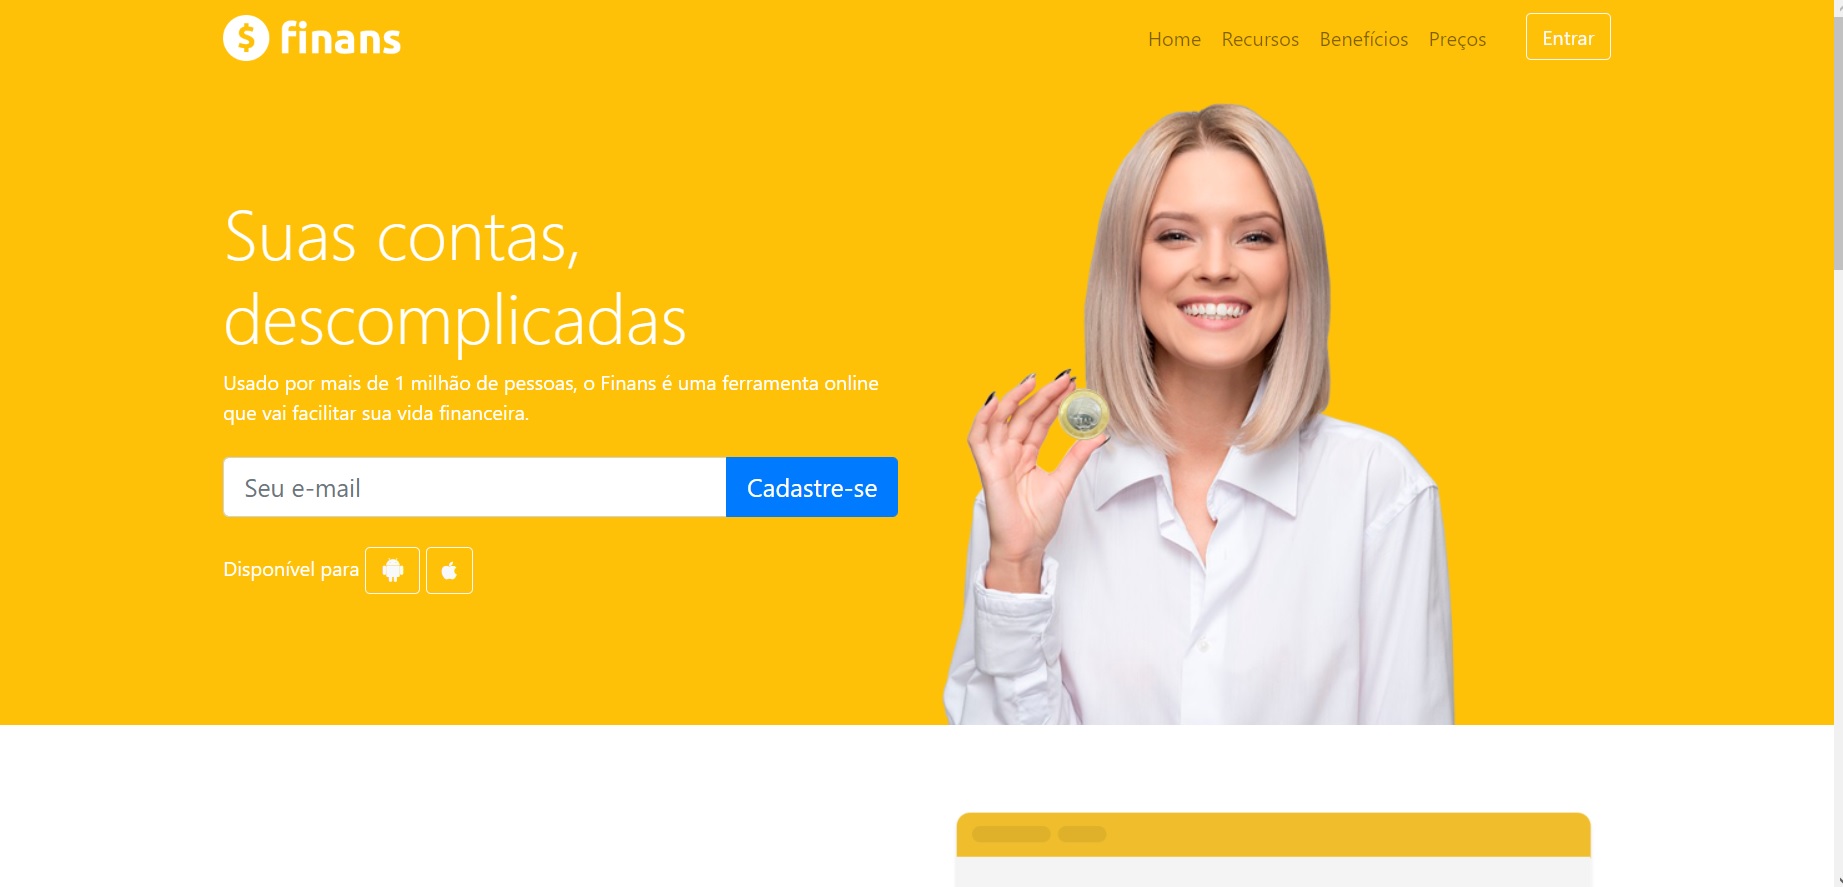 finans
Home Recursos Benefícios Preços Entrar
Suas contas,
descomplicadas
Usado por mais de 1 milhão de pessoas, o Finans é uma ferramenta online
que vai facilitar sua vida financeira.
Seu e-mail Cadastre-se
Disponível para